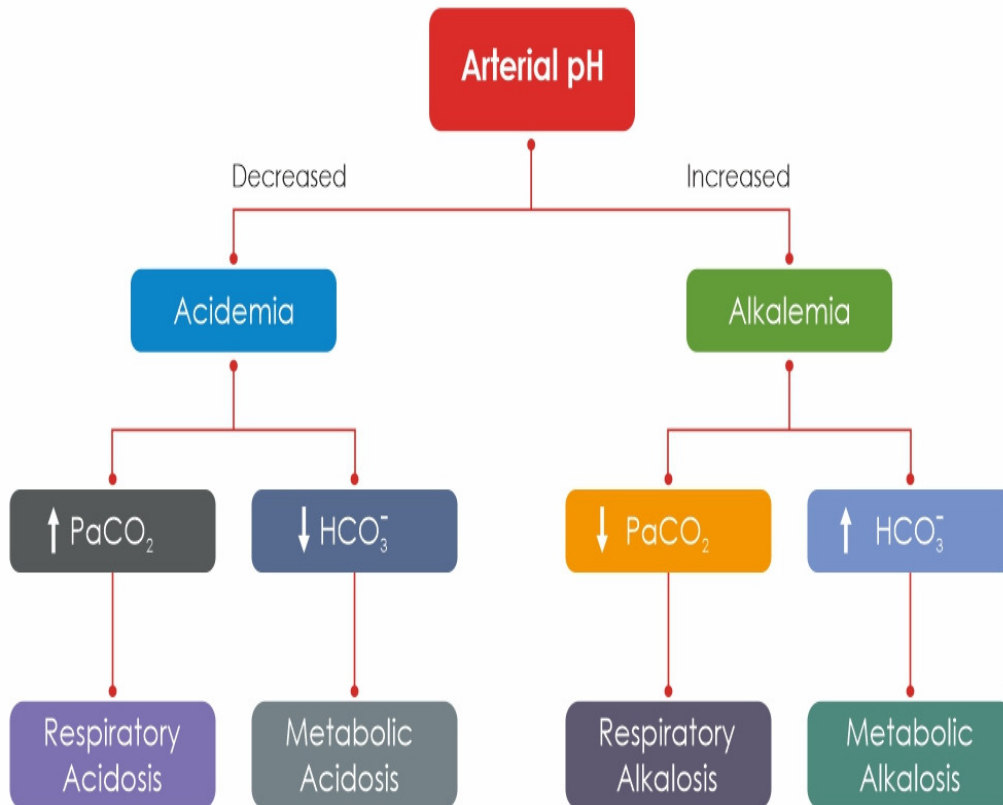 Arterial pH
Decreased
Increased
Acidemia
Alkalemia
↑ PaCO₂
↓ HCO₃⁻
↓ PaCO₂
↑ HCO₃⁻
Respiratory
Acidosis
Metabolic
Acidosis
Respiratory
Alkalosis
Metabolic
Alkalosis